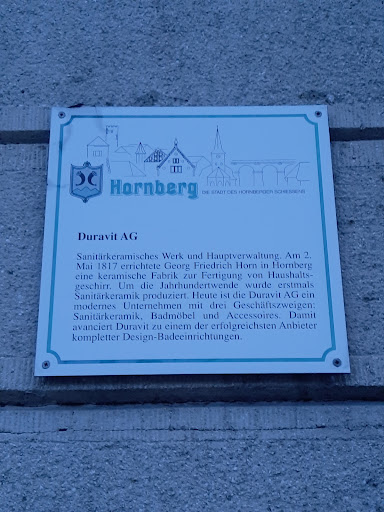 Hornberg
DIE STADT DES HORNBERGER SCHIESSENS
Duravit AG
Sanitärkeramisches Werk und Hauptverwaltung. Am 2.
Mai 1817 errichtete Georg Friedrich Horn in Hornberg
eine keramische Fabrik zur Fertigung von Haushalts-
geschirr. Um die Jahrhundertwende wurde erstmals
Sanitärkeramik produziert. Heute ist die Duravit AG ein
modernes Unternehmen mit drei Geschäftszweigen:
Sanitärkeramik, Badmöbel und Accessoires. Damit
avanciert Duravit zu einem der erfolgreichsten Anbieter
kompletter Design-Badeeinrichtungen.